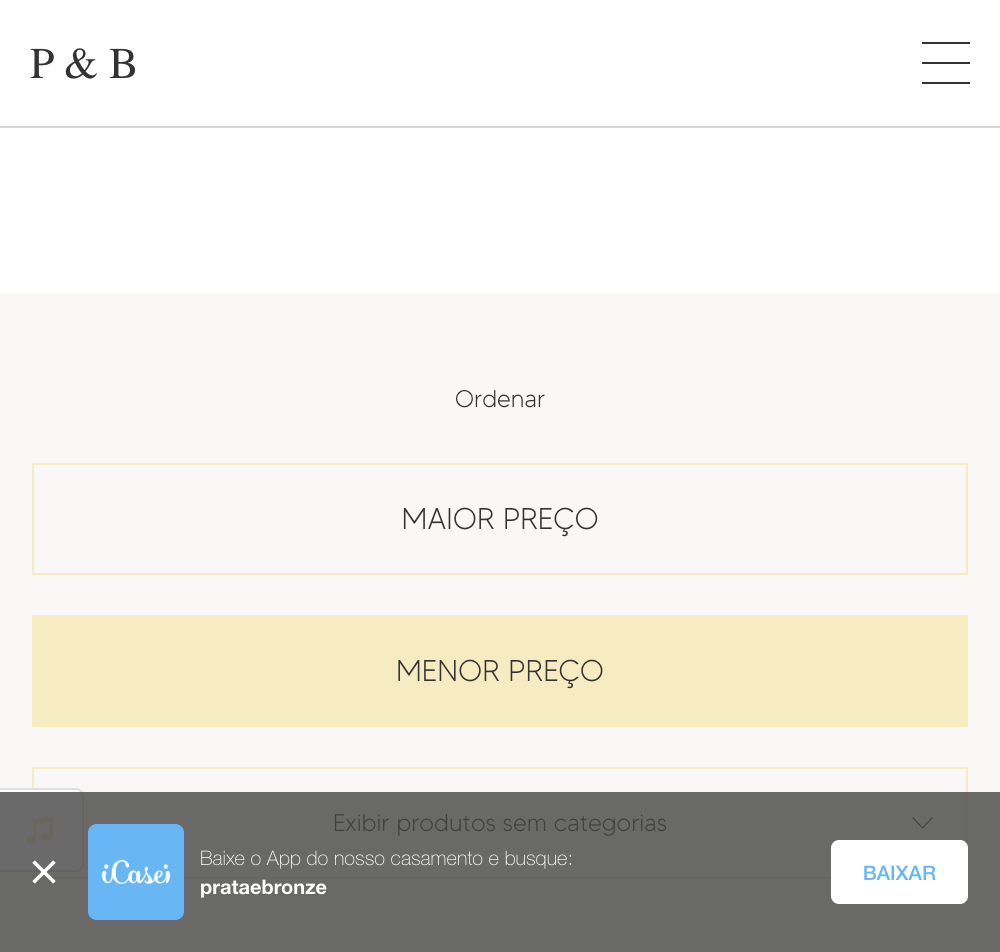 P & B
Ordenar
MAIOR PREÇO
MENOR PREÇO
Exibir produtos sem categorias
iCasei
Baixe o App do nosso casamento e busque:
prataebronze
BAIXAR